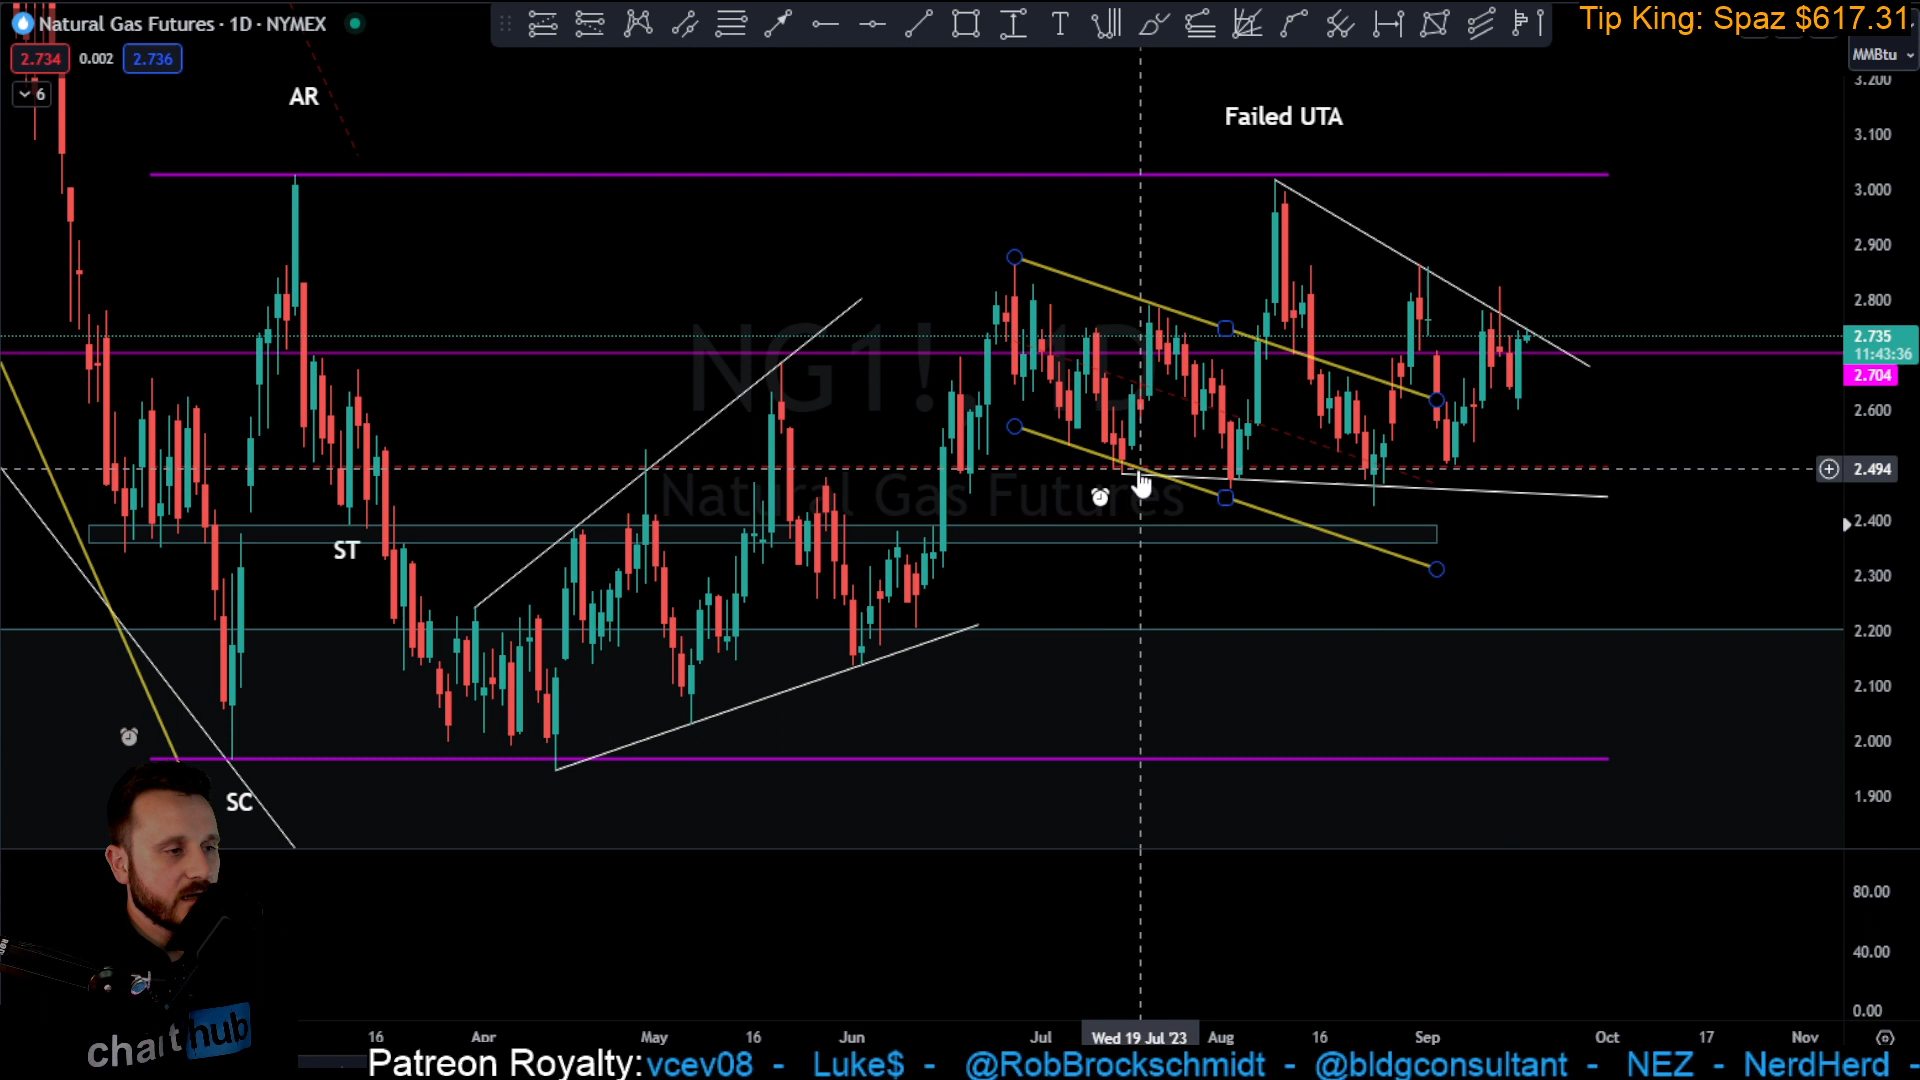 Natural Gas Futures · 1D · NYMEX
Tip King: Spaz $617.31
2.734 0.002 2.736
MMBtu
6
3.200
AR
Failed UTA
3.100
3.000
2.900
2.800
NG1!, 1D
2.735
11:43:36
2.704
2.600
2.494
Natural Gas Futures
2.400
ST
2.300
2.200
2.100
2.000
SC
1.900
80.00
40.00
0.00
charthub
16 Apr May 16 Jun Jul Wed 19 Jul '23 Aug 16 Sep Oct 17 Nov
Patreon Royalty: vcev08 - Luke$ - @RobBrockschmidt - @bldgconsultant - NEZ - NerdHerd -